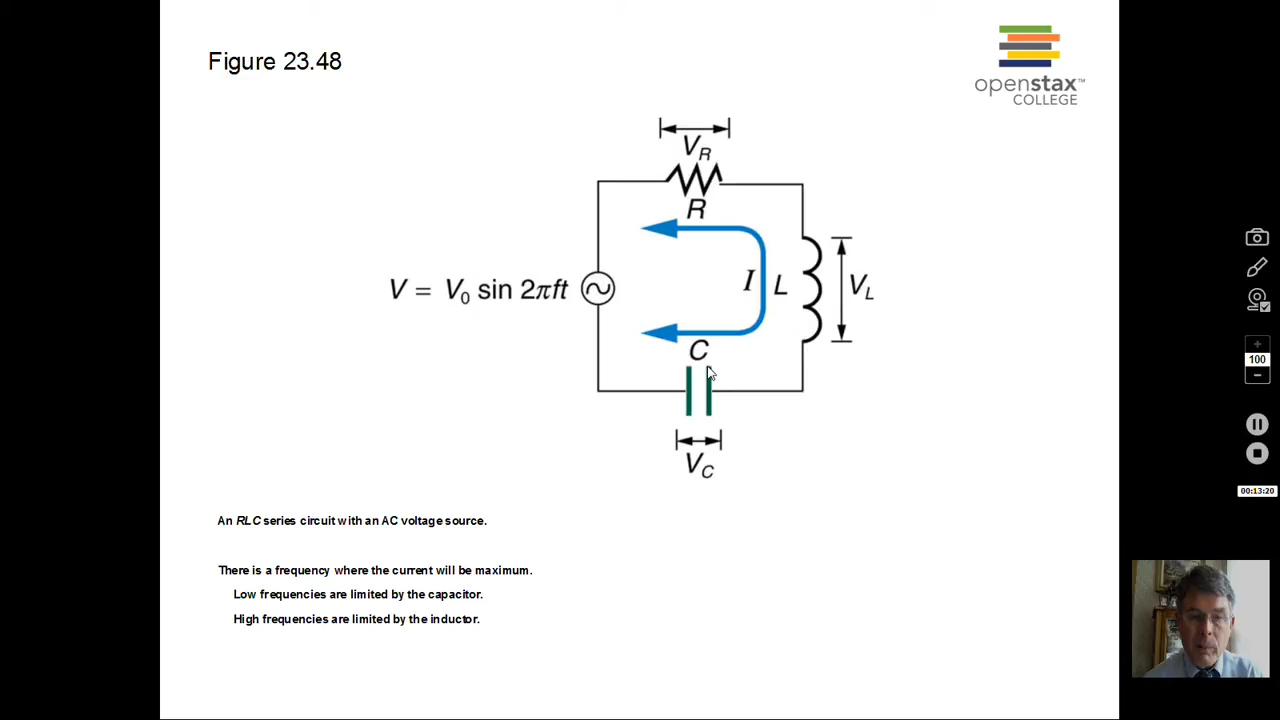 Figure 23.48
openstax™
COLLEGE
V_R
R
V = V_0 sin 2πft
I
L
V_L
C
V_C
An RLC series circuit with an AC voltage source.
There is a frequency where the current will be maximum.
Low frequencies are limited by the capacitor.
High frequencies are limited by the inductor.
+
100
−
00:13:20